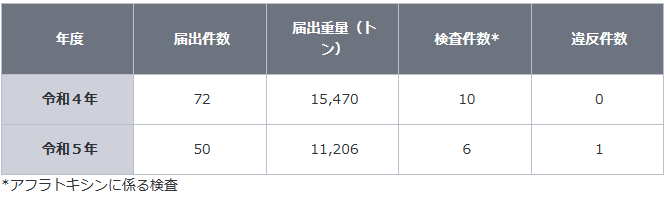 年度 届出件数 届出重量（ト
ン） 検査件数* 違反件数
令和４年 72 15,470 10 0
令和５年 50 11,206 6 1
*アフラトキシンに係る検査